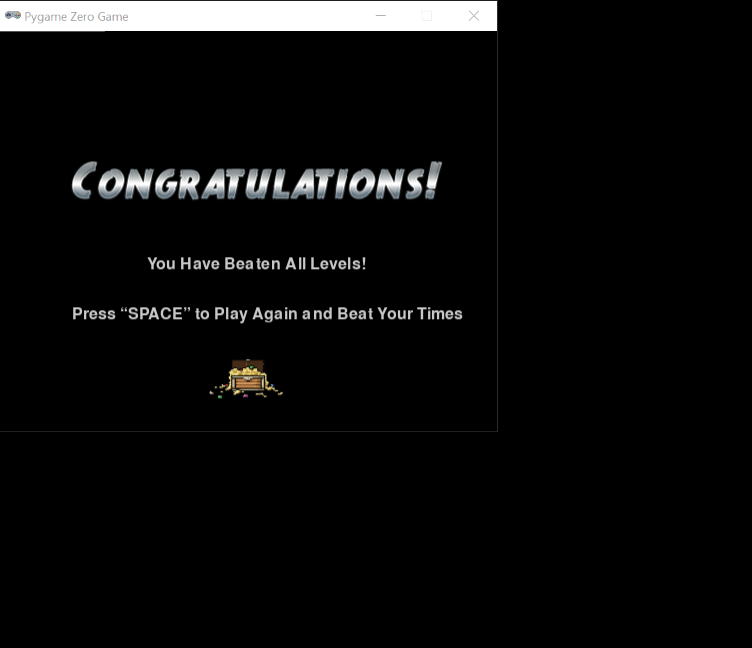 Pygame Zero Game
CONGRATULATIONS!
You Have Beaten All Levels!
Press “SPACE” to Play Again and Beat Your Times